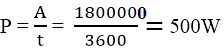 P = A/t = 1800000/3600 = 500W